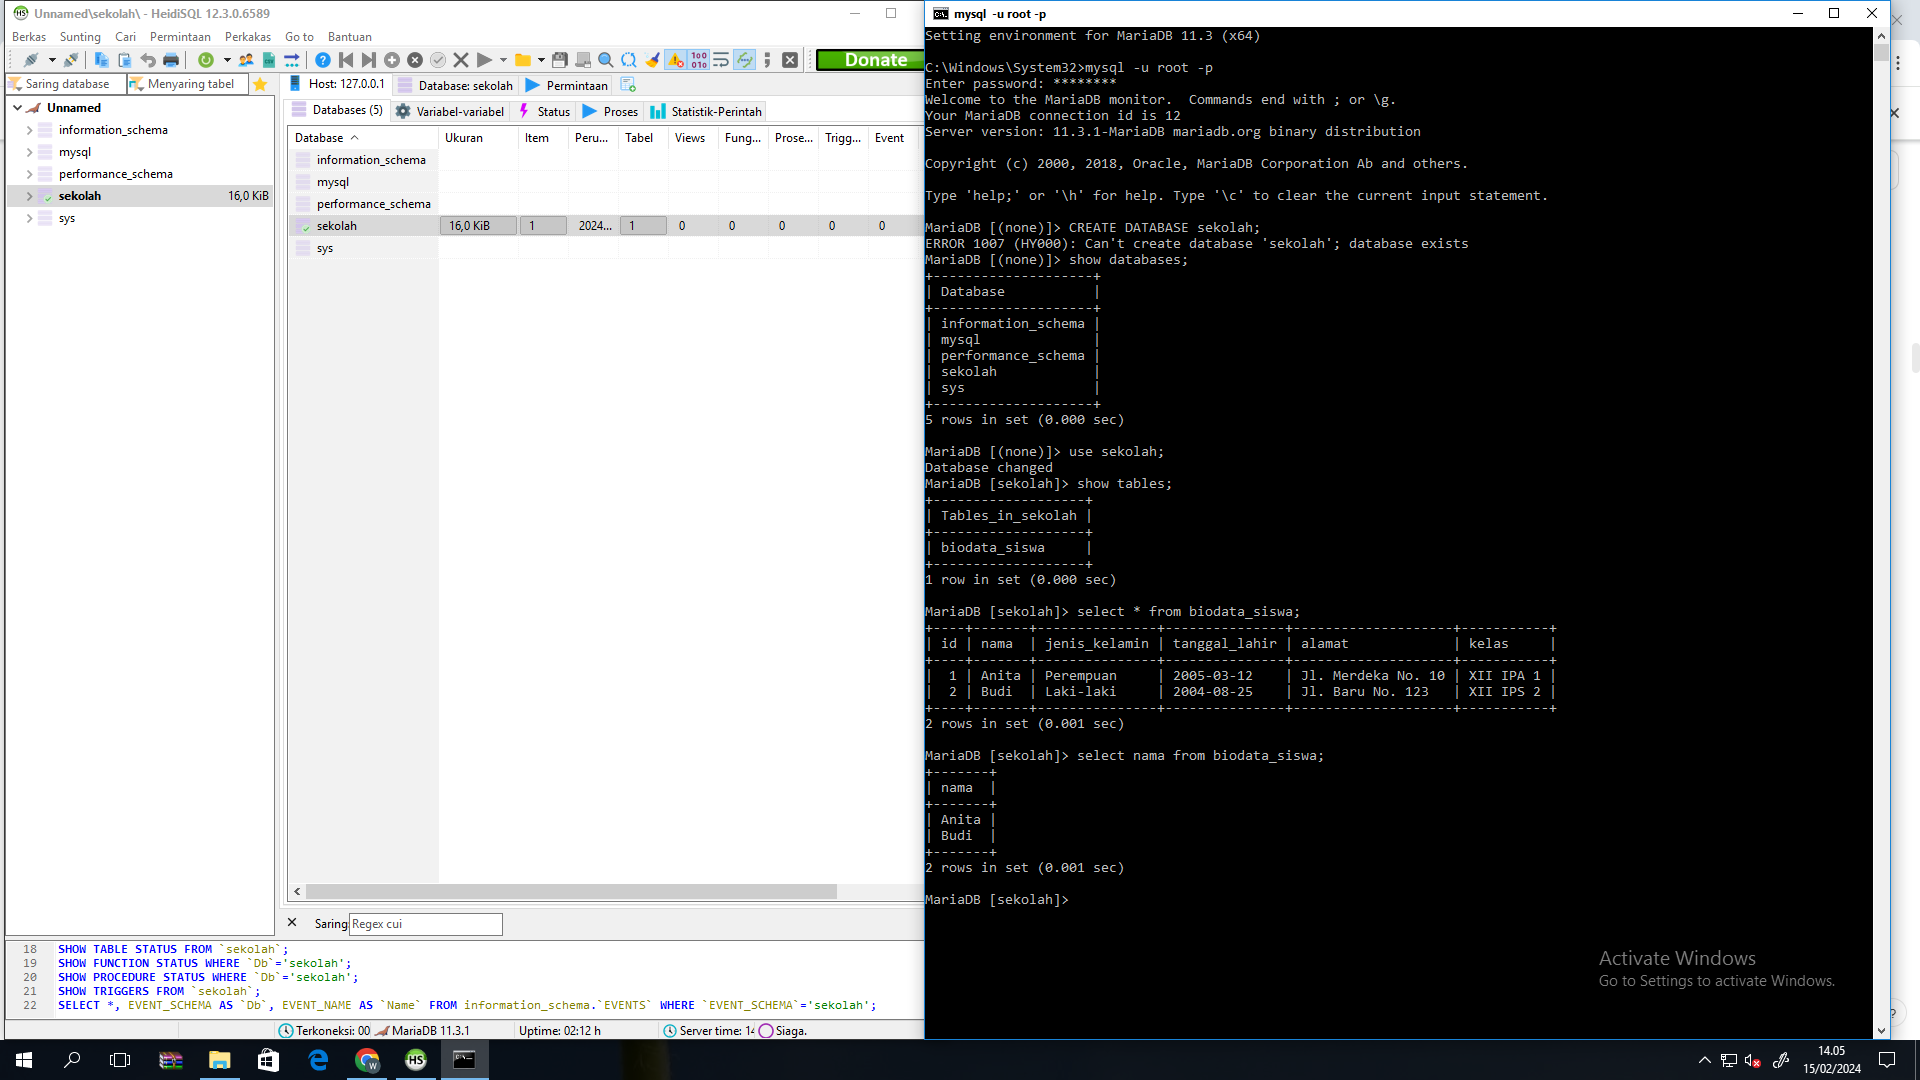 Unnamed\sekolah\ - HeidiSQL 12.3.0.6589
Berkas Sunting Cari Permintaan Perkakas Go to Bantuan
Donate
Saring database
Menyaring tabel
Unnamed
information_schema
mysql
performance_schema
sekolah 16,0 KiB
sys
Host: 127.0.0.1
Database: sekolah
Permintaan
Databases (5)
Variabel-variabel
Status
Proses
Statistik-Perintah
Database Ukuran Item Peru... Tabel Views Fung... Prose... Trigg... Event
information_schema
mysql
performance_schema
sekolah 16,0 KiB 1 2024... 1 0 0 0 0 0
sys
Saring:
Regex cui
18 SHOW TABLE STATUS FROM `sekolah`;
19 SHOW FUNCTION STATUS WHERE `Db`='sekolah';
20 SHOW PROCEDURE STATUS WHERE `Db`='sekolah';
21 SHOW TRIGGERS FROM `sekolah`;
22 SELECT *, EVENT_SCHEMA AS `Db`, EVENT_NAME AS `Name` FROM information_schema.`EVENTS` WHERE `EVENT_SCHEMA`='sekolah';
Terkoneksi: 00
MariaDB 11.3.1
Uptime: 02:12 h
Server time: 14
Siaga.
mysql -u root -p
Setting environment for MariaDB 11.3 (x64)
C:\Windows\System32>mysql -u root -p
Enter password: ********
Welcome to the MariaDB monitor.  Commands end with ; or \g.
Your MariaDB connection id is 12
Server version: 11.3.1-MariaDB mariadb.org binary distribution
Copyright (c) 2000, 2018, Oracle, MariaDB Corporation Ab and others.
Type 'help;' or '\h' for help. Type '\c' to clear the current input statement.
MariaDB [(none)]> CREATE DATABASE sekolah;
ERROR 1007 (HY000): Can't create database 'sekolah'; database exists
MariaDB [(none)]> show databases;
+--------------------+
| Database           |
+--------------------+
| information_schema |
| mysql              |
| performance_schema |
| sekolah            |
| sys                |
+--------------------+
5 rows in set (0.000 sec)
MariaDB [(none)]> use sekolah;
Database changed
MariaDB [sekolah]> show tables;
+-------------------+
| Tables_in_sekolah |
+-------------------+
| biodata_siswa     |
+-------------------+
1 row in set (0.000 sec)
MariaDB [sekolah]> select * from biodata_siswa;
+----+-------+---------------+---------------+--------------------+-----------+
| id | nama  | jenis_kelamin | tanggal_lahir | alamat             | kelas     |
+----+-------+---------------+---------------+--------------------+-----------+
|  1 | Anita | Perempuan     | 2005-03-12    | Jl. Merdeka No. 10 | XII IPA 1 |
|  2 | Budi  | Laki-laki     | 2004-08-25    | Jl. Baru No. 123   | XII IPS 2 |
+----+-------+---------------+---------------+--------------------+-----------+
2 rows in set (0.001 sec)
MariaDB [sekolah]> select nama from biodata_siswa;
+-------+
| nama  |
+-------+
| Anita |
| Budi  |
+-------+
2 rows in set (0.001 sec)
MariaDB [sekolah]>
Activate Windows
Go to Settings to activate Windows.
14.05
15/02/2024